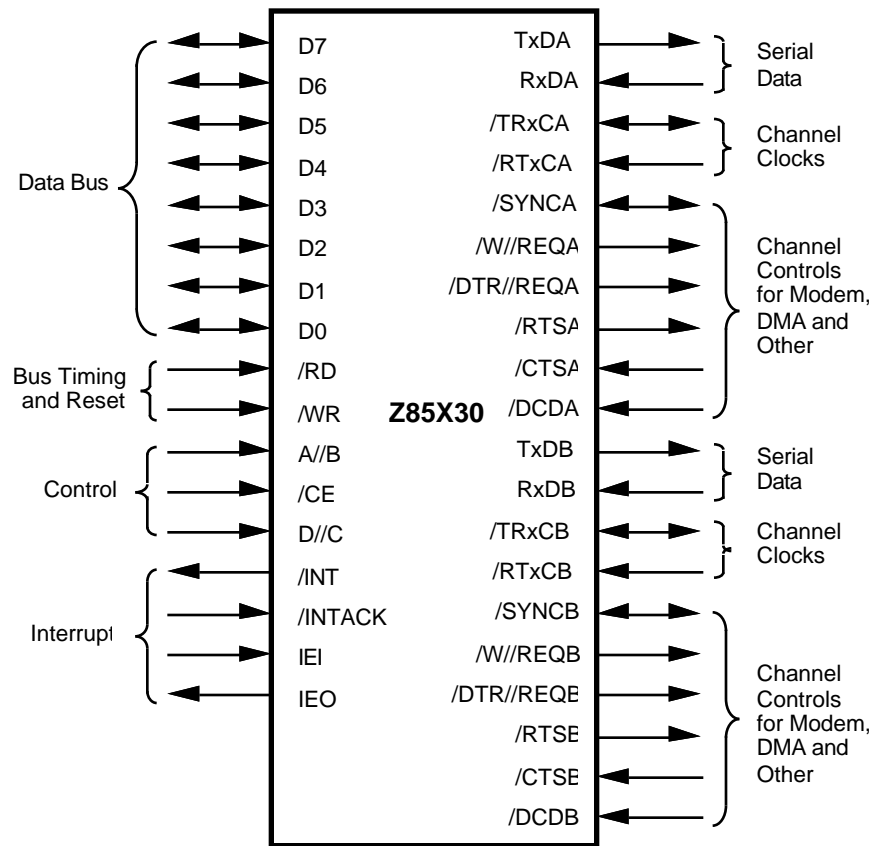 D7
D6
D5
D4
D3
D2
D1
D0
Data Bus
/RD
/WR
Bus Timing
and Reset
A//B
/CE
D//C
Control
/INT
/INTACK
IEI
IEO
Interrupt
Z85X30
TxDA
RxDA
Serial
Data
/TRxCA
/RTxCA
Channel
Clocks
/SYNCA
/W//REQA
/DTR//REQA
/RTSA
/CTSA
/DCDA
Channel
Controls
for Modem,
DMA and
Other
TxDB
RxDB
Serial
Data
/TRxCB
/RTxCB
Channel
Clocks
/SYNCB
/W//REQB
/DTR//REQB
/RTSB
/CTSB
/DCDB
Channel
Controls
for Modem,
DMA and
Other